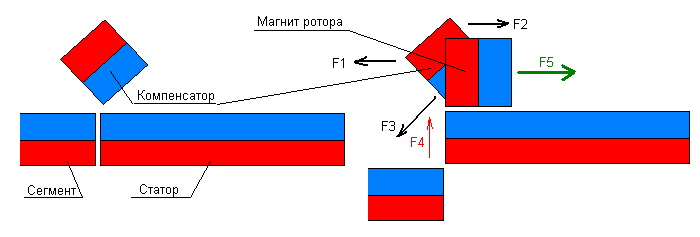 Магнит ротора
F2
F1
F5
Компенсатор
F3
F4
Сегмент
Статор